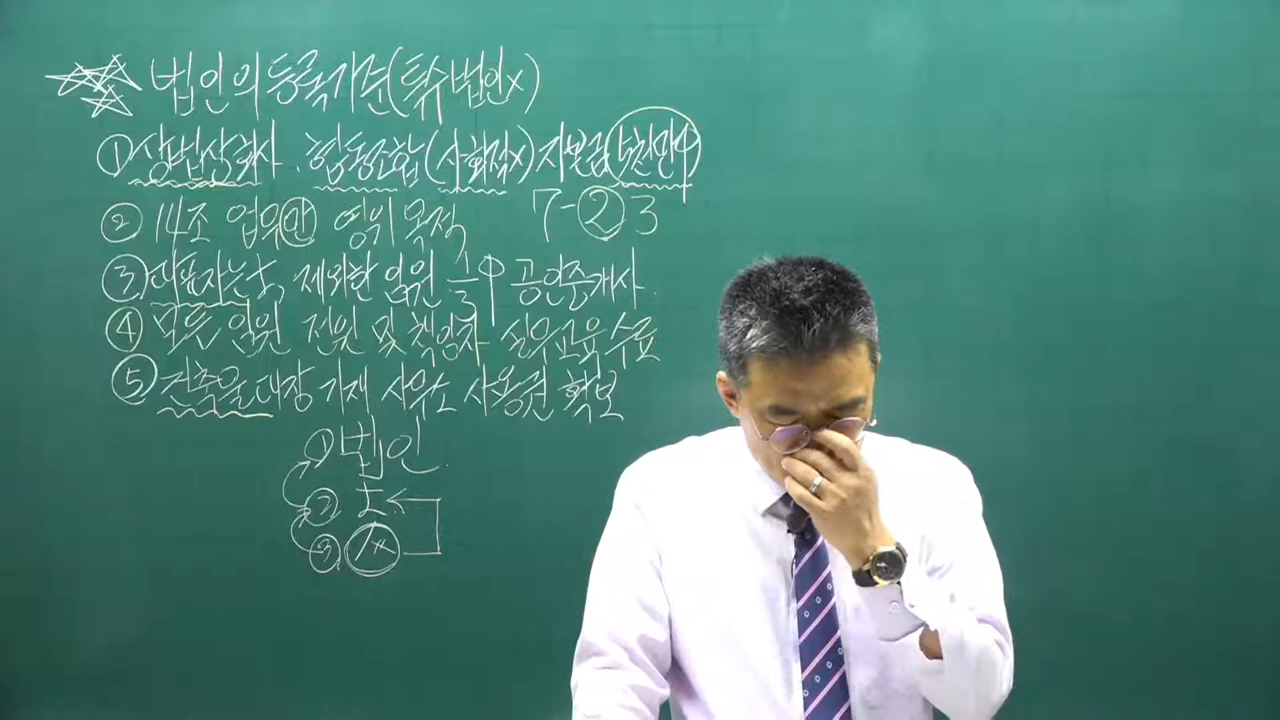 법인의 등록기준(특수법인x)
① 상법상 회사. 협동조합(사회적x) 자본금 5천만↑
② 14조 업무만 영위 목적 7-② 3
③ 대표자는 제외한 임원 1/3↑ 공인중개사.
④ 모든 임원 전원 및 책임자 실무교육 수료
⑤ 건축물대장 기재 사무소 사용권 확보
① 법인.
②
③